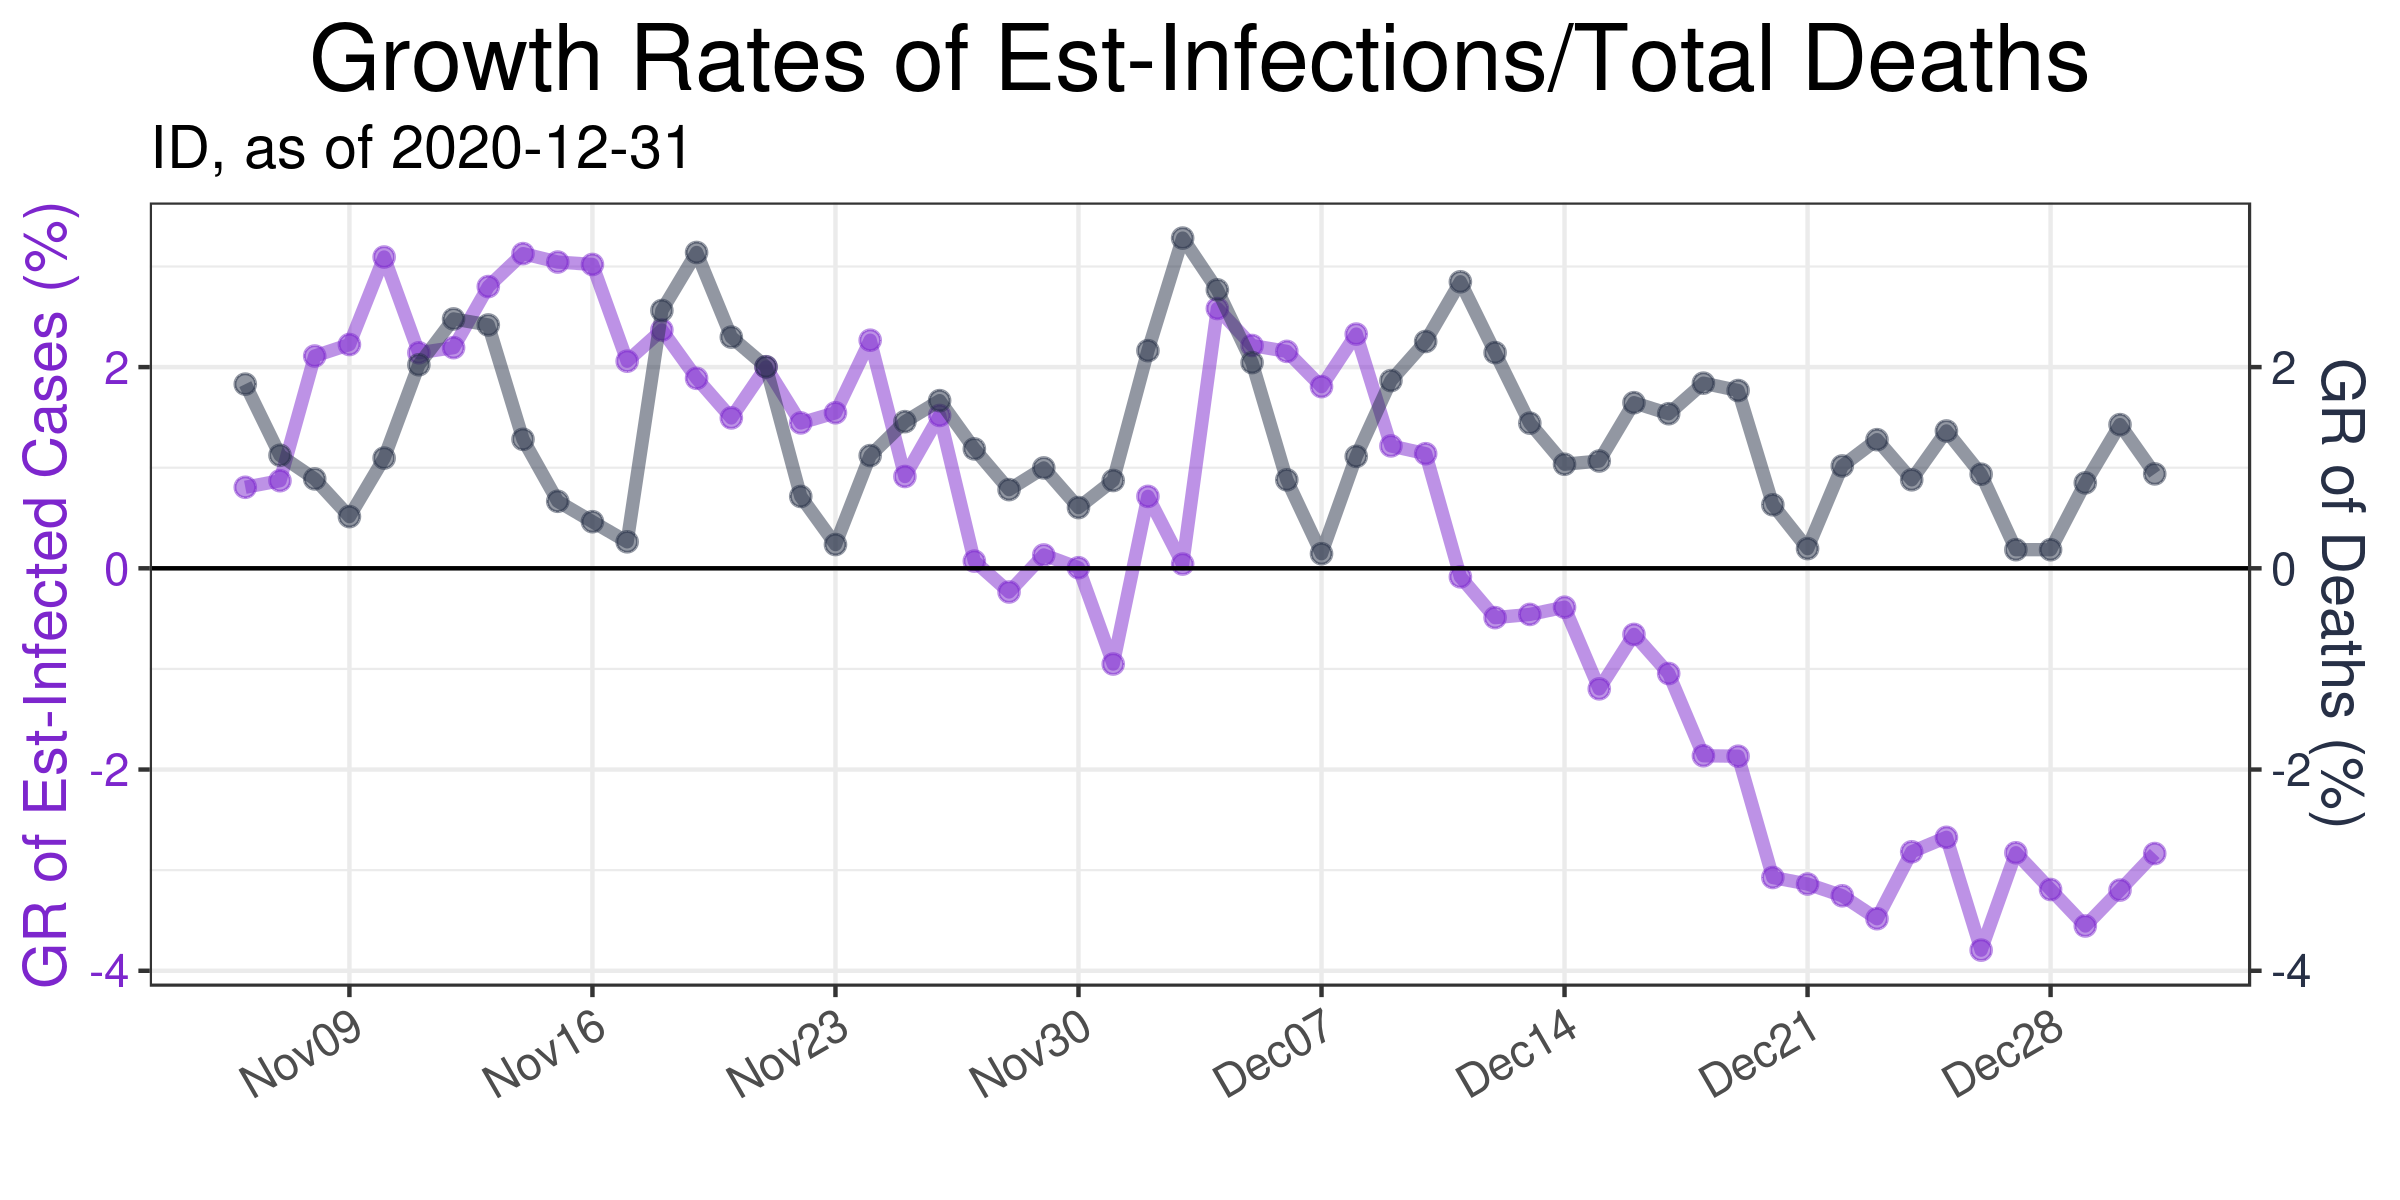 Growth Rates of Est-Infections/Total Deaths
ID, as of 2020-12-31
GR of Est-Infected Cases (%)
2
0
-2
-4
2
0
-2
-4
GR of Deaths (%)
Nov09
Nov16
Nov23
Nov30
Dec07
Dec14
Dec21
Dec28